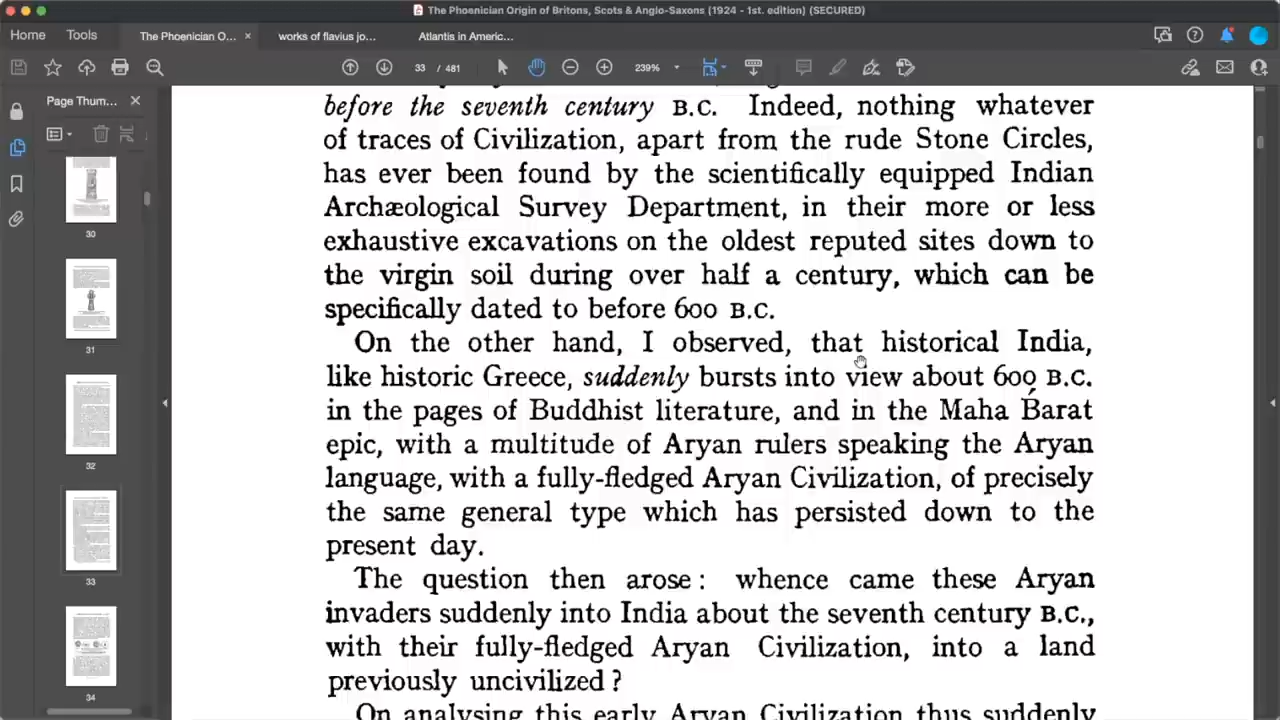 The Phoenician Origin of Britons, Scots & Anglo-Saxons (1924 - 1st. edition) (SECURED)
Home Tools The Phoenician O... × works of flavius jo... Atlantis in Americ...
33 / 481 239%
Page Thum...
30
31
32
33
34
before the seventh century B.C. Indeed, nothing whatever
of traces of Civilization, apart from the rude Stone Circles,
has ever been found by the scientifically equipped Indian
Archæological Survey Department, in their more or less
exhaustive excavations on the oldest reputed sites down to
the virgin soil during over half a century, which can be
specifically dated to before 600 B.C.
On the other hand, I observed, that historical India,
like historic Greece, suddenly bursts into view about 600 B.C.
in the pages of Buddhist literature, and in the Maha B́arat
epic, with a multitude of Aryan rulers speaking the Aryan
language, with a fully-fledged Aryan Civilization, of precisely
the same general type which has persisted down to the
present day.
The question then arose : whence came these Aryan
invaders suddenly into India about the seventh century B.C.,
with their fully-fledged Aryan Civilization, into a land
previously uncivilized ?
On analysing this early Aryan Civilization thus suddenly